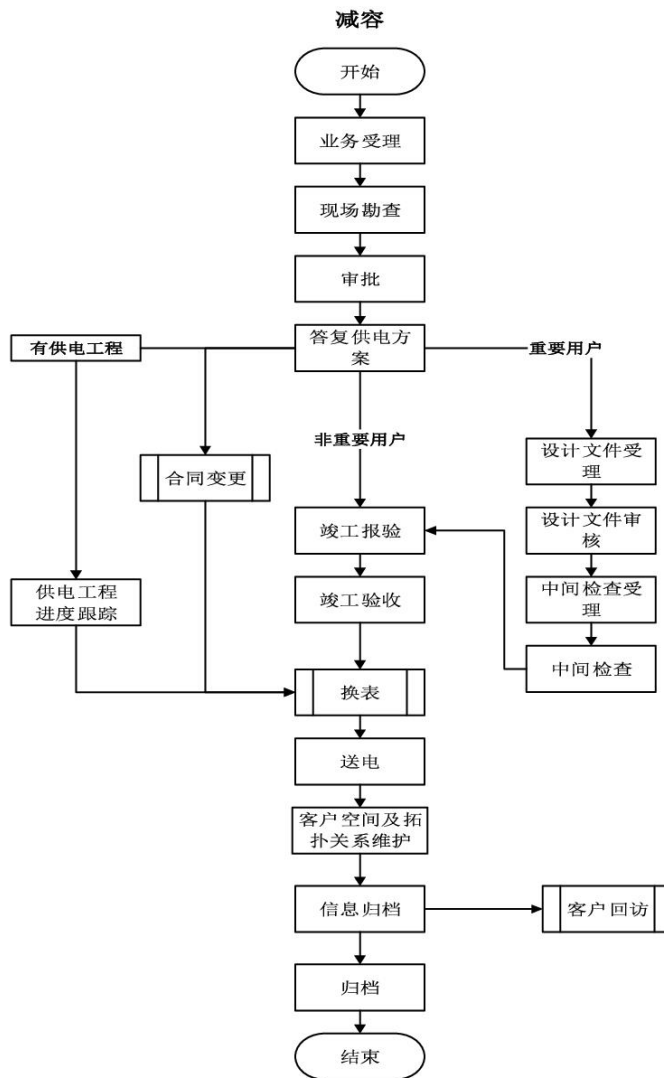 减容
开始
业务受理
现场勘查
审批
答复供电方
案
有供电工程
重要用户
非重要用户
合同变更
设计文件受
理
设计文件审
核
竣工报验
中间检查受
理
供电工程
进度跟踪
竣工验收
中间检查
换表
送电
客户空间及拓
扑关系维护
信息归档
客户回访
归档
结束